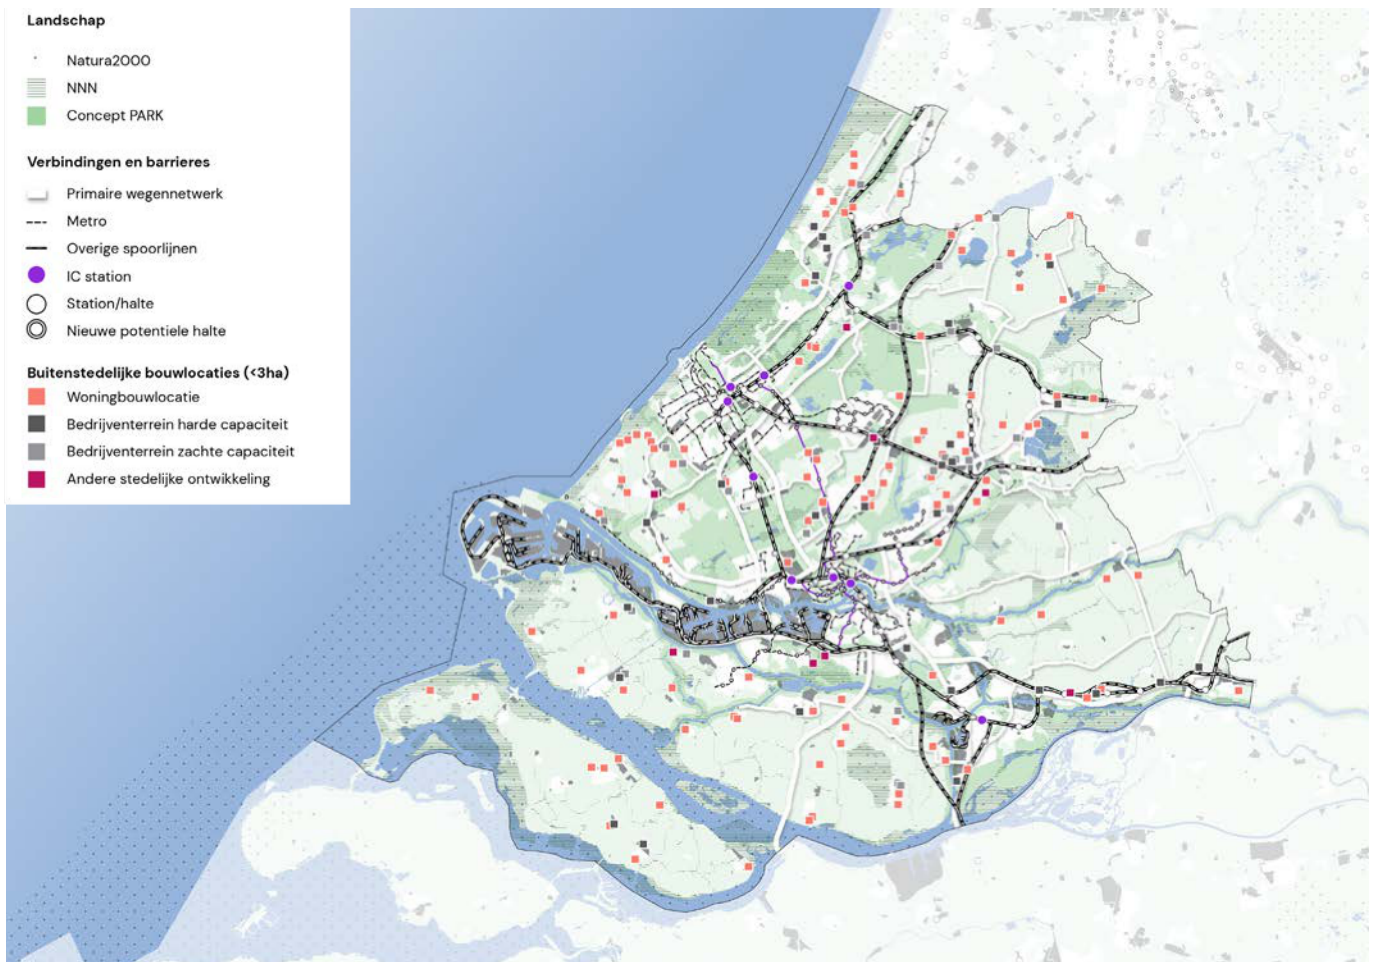 Landschap
Natura2000
NNN
Concept PARK
Verbindingen en barrieres
Primaire wegennetwerk
Metro
Overige spoorlijnen
IC station
Station/halte
Nieuwe potentiele halte
Buitenstedelijke bouwlocaties (<3ha)
Woningbouwlocatie
Bedrijventerrein harde capaciteit
Bedrijventerrein zachte capaciteit
Andere stedelijke ontwikkeling